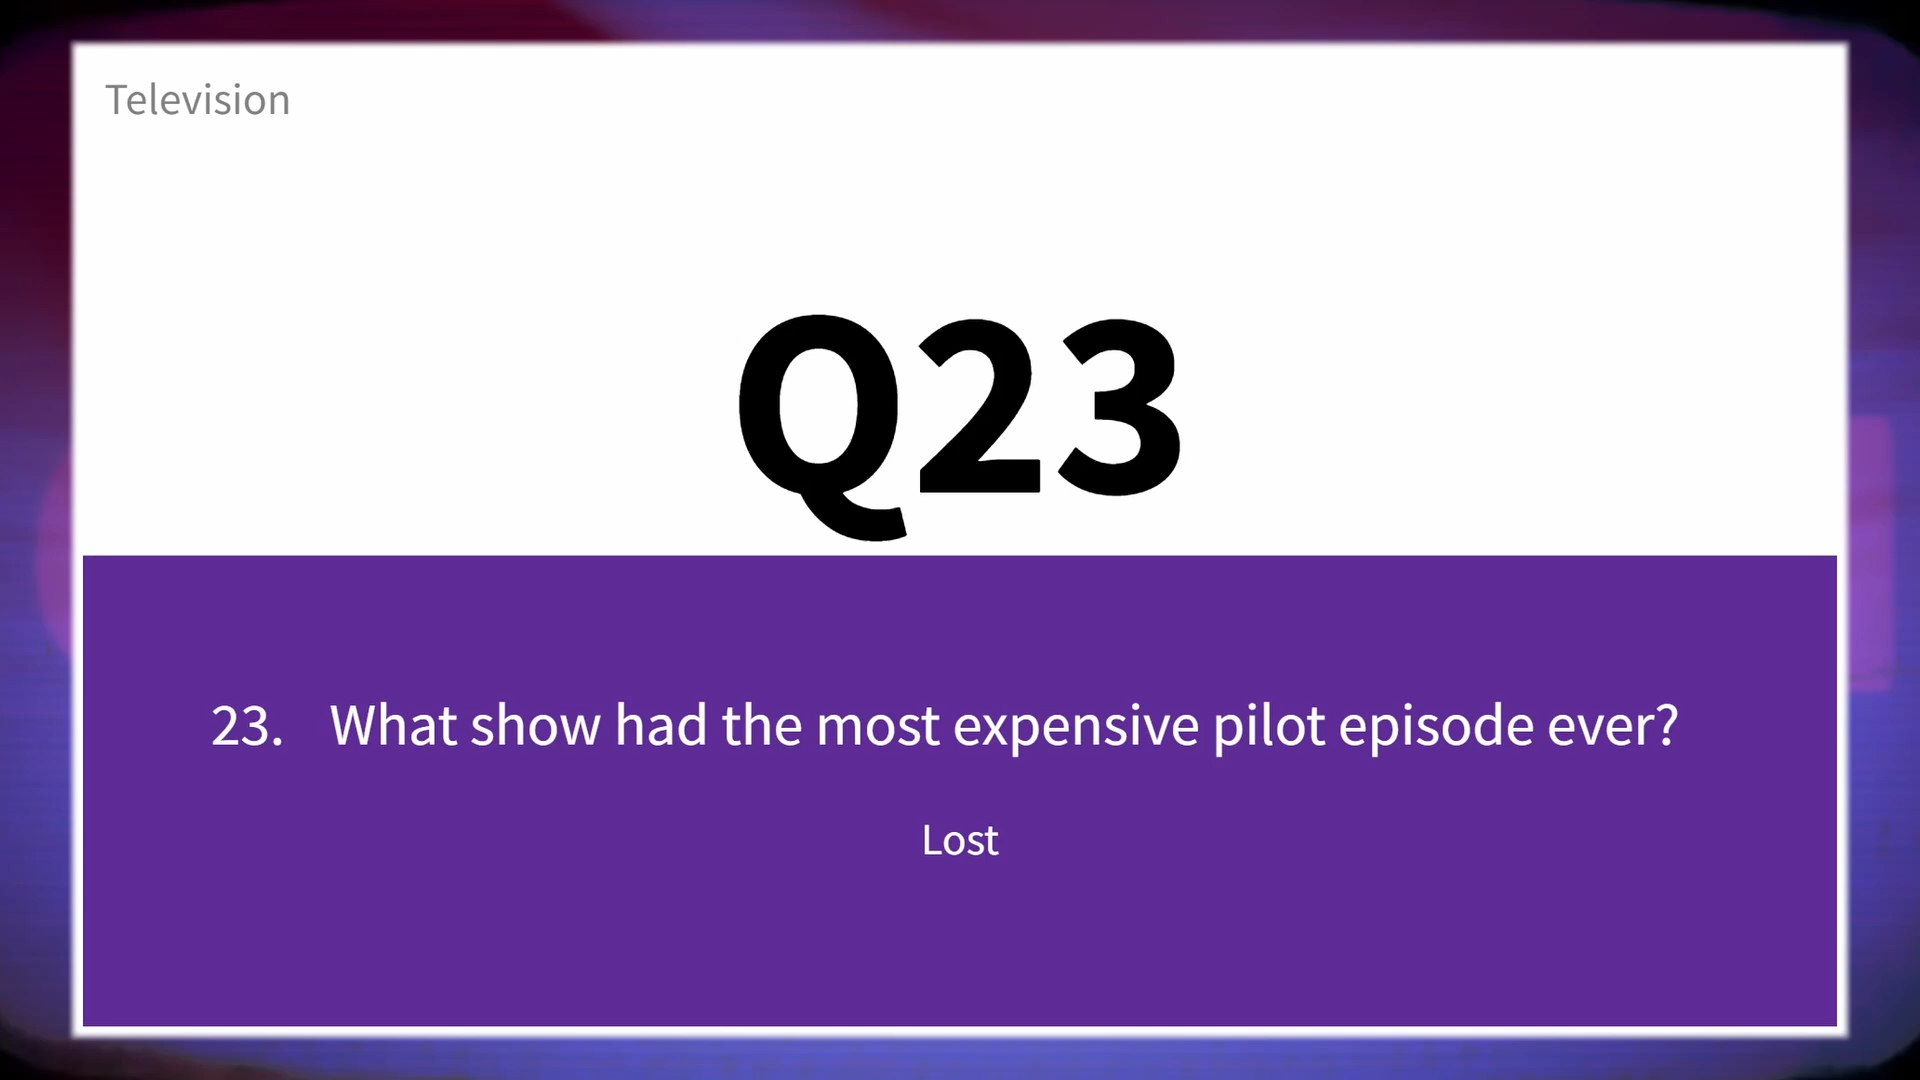 Television
Q23
23. What show had the most expensive pilot episode ever?
Lost